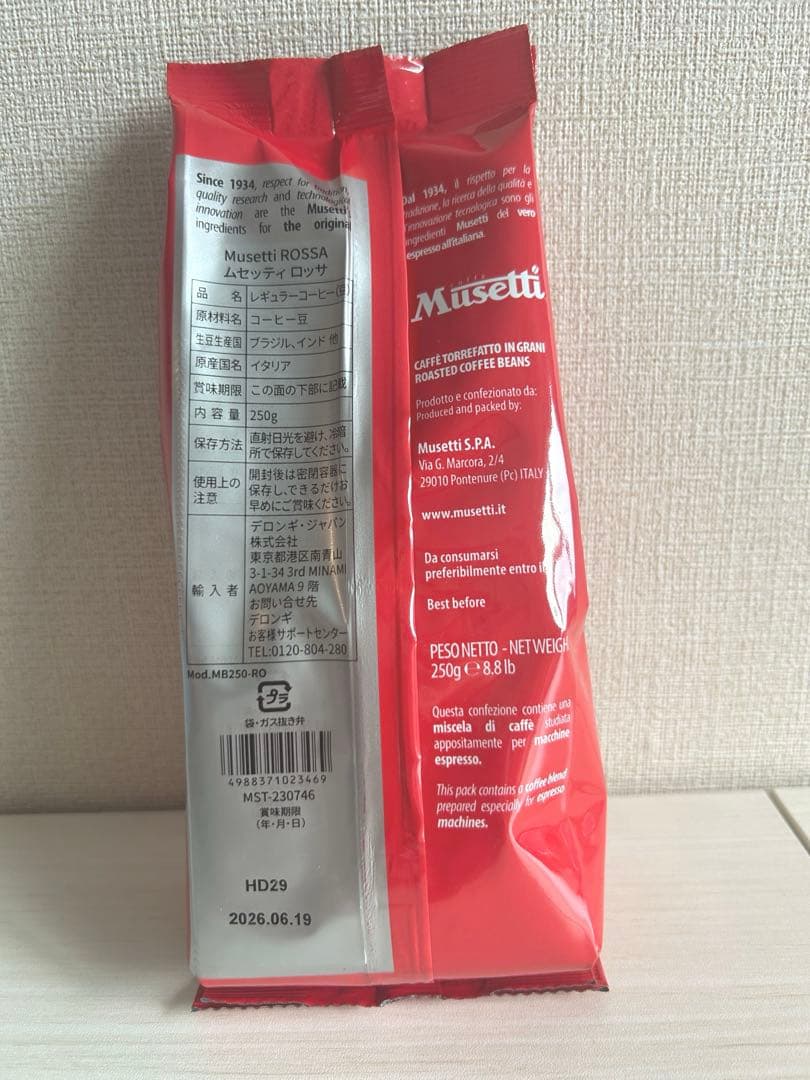 Since 1934, respect for tradition,
quality research and technological
innovation are the Musetti's
ingredients for the original
Musetti ROSSA
ムセッティ ロッサ
品 名 レギュラーコーヒー(豆)
原材料名 コーヒー豆
生豆生産国 ブラジル、インド 他
原産国名 イタリア
賞味期限 この面の下部に記載
内容量 250g
保存方法 直射日光を避け、冷暗
所で保存してください。
使用上の
注意
開封後は密閉容器に
保存し、できるだけお
早めにご賞味ください。
輸入者
デロンギ・ジャパン
株式会社
東京都港区南青山
3-1-34 3rd MINAMI
AOYAMA 9 階
お問い合せ先
デロンギ
お客様サポートセンター
TEL:0120-804-280
Mod.MB250-RO
プラ
袋・ガス抜き弁
4988371023469
MST-230746
賞味期限
(年・月・日)
HD29
2026.06.19
Dal 1934, il rispetto per la
tradizione, la ricerca della qualità e
l'innovazione tecnologica sono gli
ingredienti Musetti del vero
espresso all'italiana.
caffè
Musetti
CAFFÈ TORREFATTO IN GRANI
ROASTED COFFEE BEANS
Prodotto e confezionato da:
Produced and packed by:
Musetti S.P.A.
Via G. Marcora, 2/4
29010 Pontenure (Pc) ITALY
www.musetti.it
Da consumarsi
preferibilmente entro il
Best before
PESO NETTO - NET WEIGH
250g ℮ 8.8 lb
Questa confezione contiene una
miscela di caffè studiata
appositamente per macchine
espresso.
This pack contains a coffee blend
prepared especially for espresso
machines.